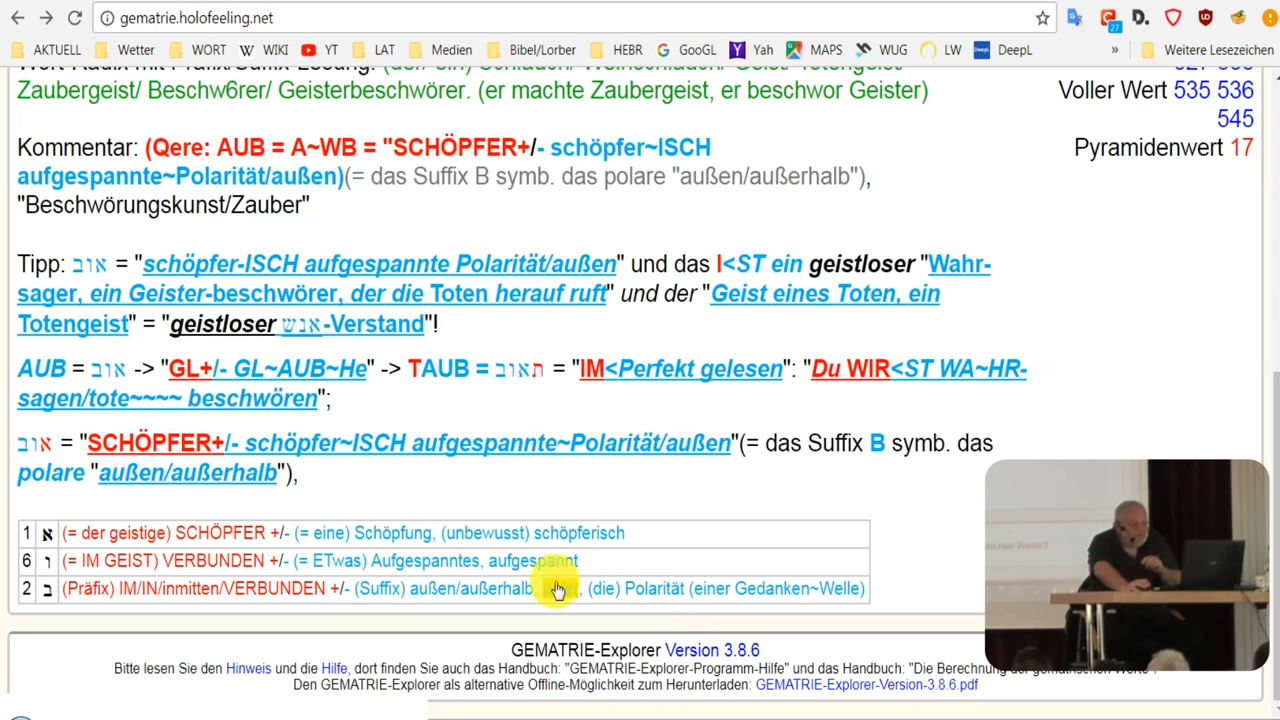 gematrie.holofeeling.net
27
AKTUELL Wetter WORT WIKI YT LAT Medien Bibel/Lorber HEBR GooGL Yah MAPS WUG LW DeepL » Weitere Lesezeichen
Zaubergeist/ Beschw6rer/ Geisterbeschwörer. (er machte Zaubergeist, er beschwor Geister)
Voller Wert 535 536
545
Kommentar: (Qere: AUB = A~WB = "SCHÖPFER+/- schöpfer~ISCH
Pyramidenwert 17
aufgespannte~Polarität/außen)(= das Suffix B symb. das polare "außen/außerhalb"),
"Beschwörungskunst/Zauber"
Tipp: אוב = "schöpfer-ISCH aufgespannte Polarität/außen" und das I<ST ein geistloser "Wahr-
sager, ein Geister-beschwörer, der die Toten herauf ruft" und der "Geist eines Toten, ein
Totengeist" = "geistloser אנש-Verstand"!
AUB = אוב -> "GL+/- GL~AUB~He" -> TAUB = תאוב = "IM<Perfekt gelesen": "Du WIR<ST WA~HR-
sagen/tote~~~~ beschwören";
אוב = "SCHÖPFER+/- schöpfer~ISCH aufgespannte~Polarität/außen"(= das Suffix B symb. das
polare "außen/außerhalb"),
1 א (= der geistige) SCHÖPFER +/- (= eine) Schöpfung, (unbewusst) schöpferisch
6 ו (= IM GEIST) VERBUNDEN +/- (= ETwas) Aufgespanntes, aufgespannt
2 ב (Präfix) IM/IN/inmitten/VERBUNDEN +/- (Suffix) außen/außerhalb, , (die) Polarität (einer Gedanken~Welle)
GEMATRIE-Explorer Version 3.8.6
Bitte lesen Sie den Hinweis und die Hilfe, dort finden Sie auch das Handbuch: "GEMATRIE-Explorer-Programm-Hilfe" und das Handbuch: "Die Berechnung der gematrischen Worte"!
Den GEMATRIE-Explorer als alternative Offline-Möglichkeit zum Herunterladen: GEMATRIE-Explorer-Version-3.8.6.pdf